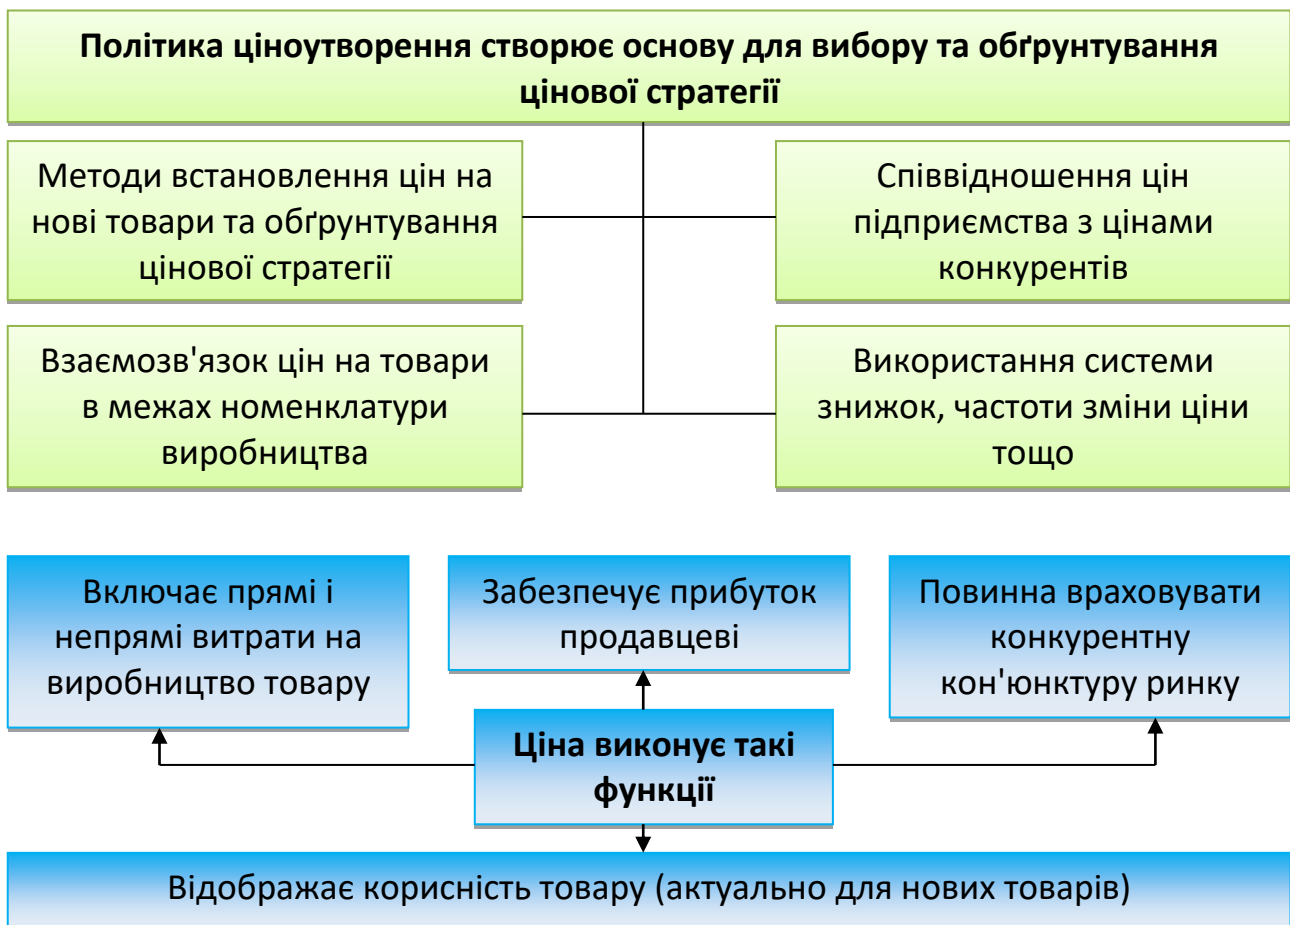 Політика ціноутворення створює основу для вибору та обґрунтування
цінової стратегії
Методи встановлення цін на
нові товари та обґрунтування
цінової стратегії
Співвідношення цін
підприємства з цінами
конкурентів
Взаємозв'язок цін на товари
в межах номенклатури
виробництва
Використання системи
знижок, частоти зміни ціни
тощо
Включає прямі і
непрямі витрати на
виробництво товару
Забезпечує прибуток
продавцеві
Повинна враховувати
конкурентну
кон'юнктуру ринку
Ціна виконує такі
функції
Відображає корисність товару (актуально для нових товарів)